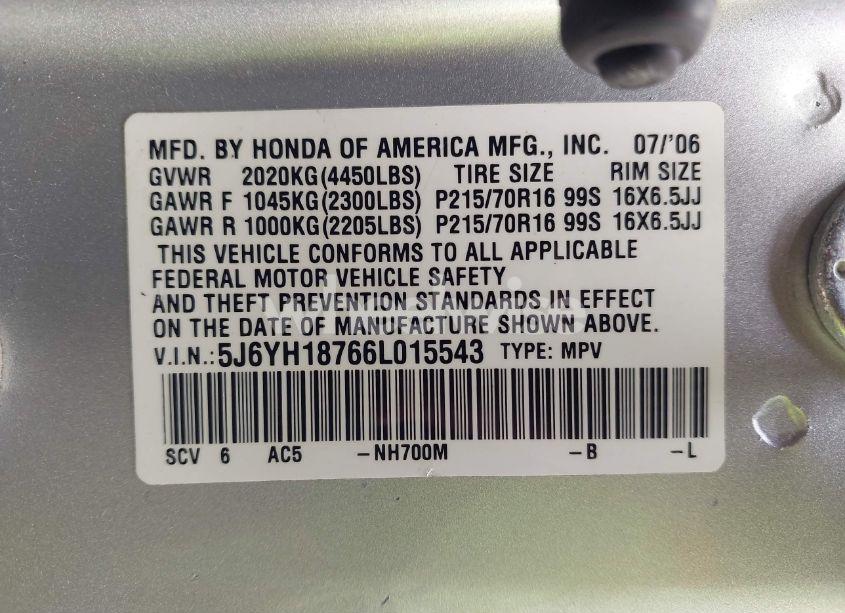 MFD. BY HONDA OF AMERICA MFG., INC. 07/'06
GVWR 2020KG(4450LBS) TIRE SIZE RIM SIZE
GAWR F 1045KG(2300LBS) P215/70R16 99S 16X6.5JJ
GAWR R 1000KG(2205LBS) P215/70R16 99S 16X6.5JJ
THIS VEHICLE CONFORMS TO ALL APPLICABLE
FEDERAL MOTOR VEHICLE SAFETY
AND THEFT PREVENTION STANDARDS IN EFFECT
ON THE DATE OF MANUFACTURE SHOWN ABOVE.
V.I.N.: 5J6YH18766L015543 TYPE: MPV
SCV 6 AC5 -NH700M -B -L